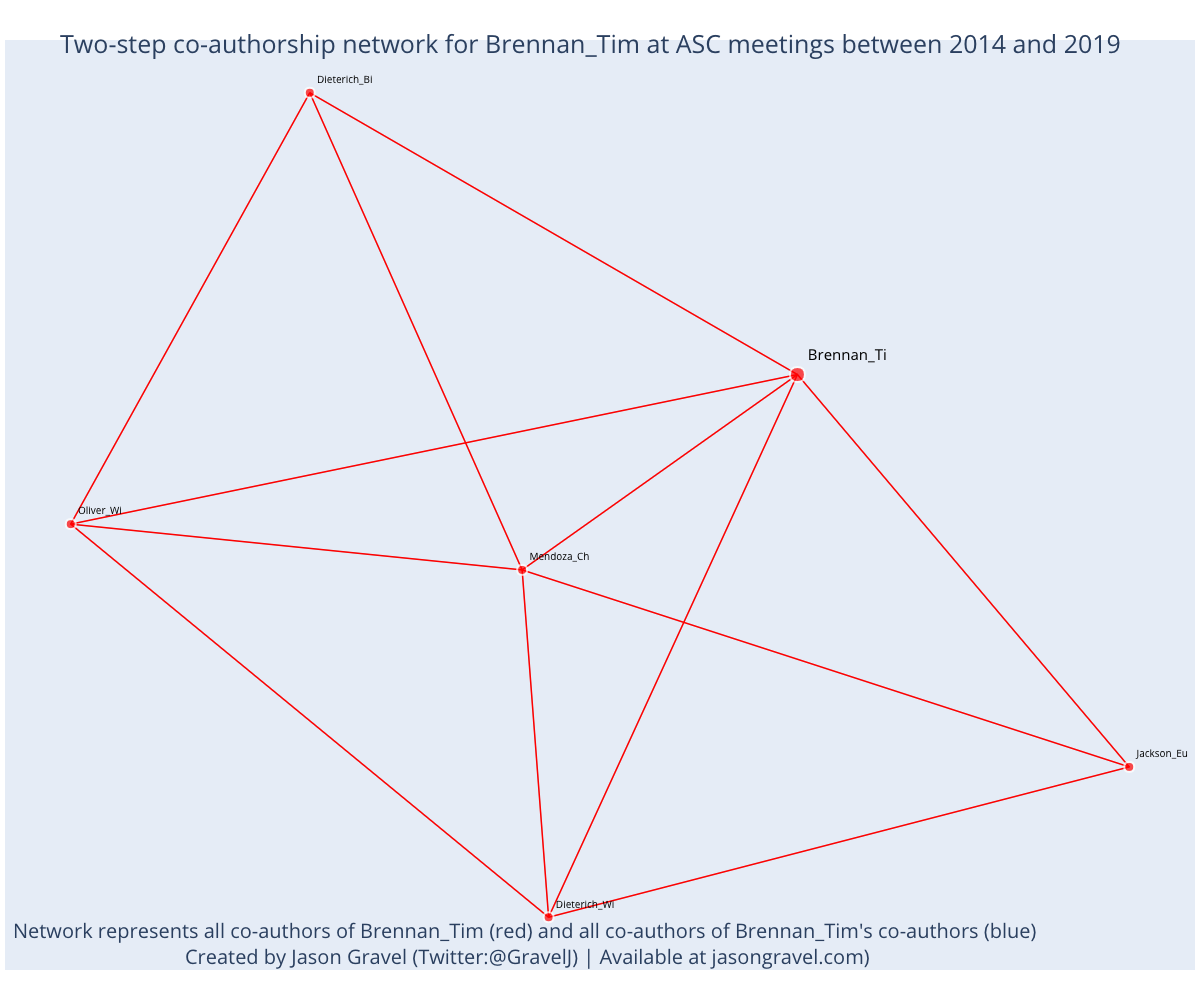 Two-step co-authorship network for Brennan_Tim at ASC meetings between 2014 and 2019
Dieterich_Bi
Brennan_Ti
Oliver_Wi
Mendoza_Ch
Jackson_Eu
Dieterich_Wi
Network represents all co-authors of Brennan_Tim (red) and all co-authors of Brennan_Tim's co-authors (blue)
Created by Jason Gravel (Twitter:@GravelJ) | Available at jasongravel.com)